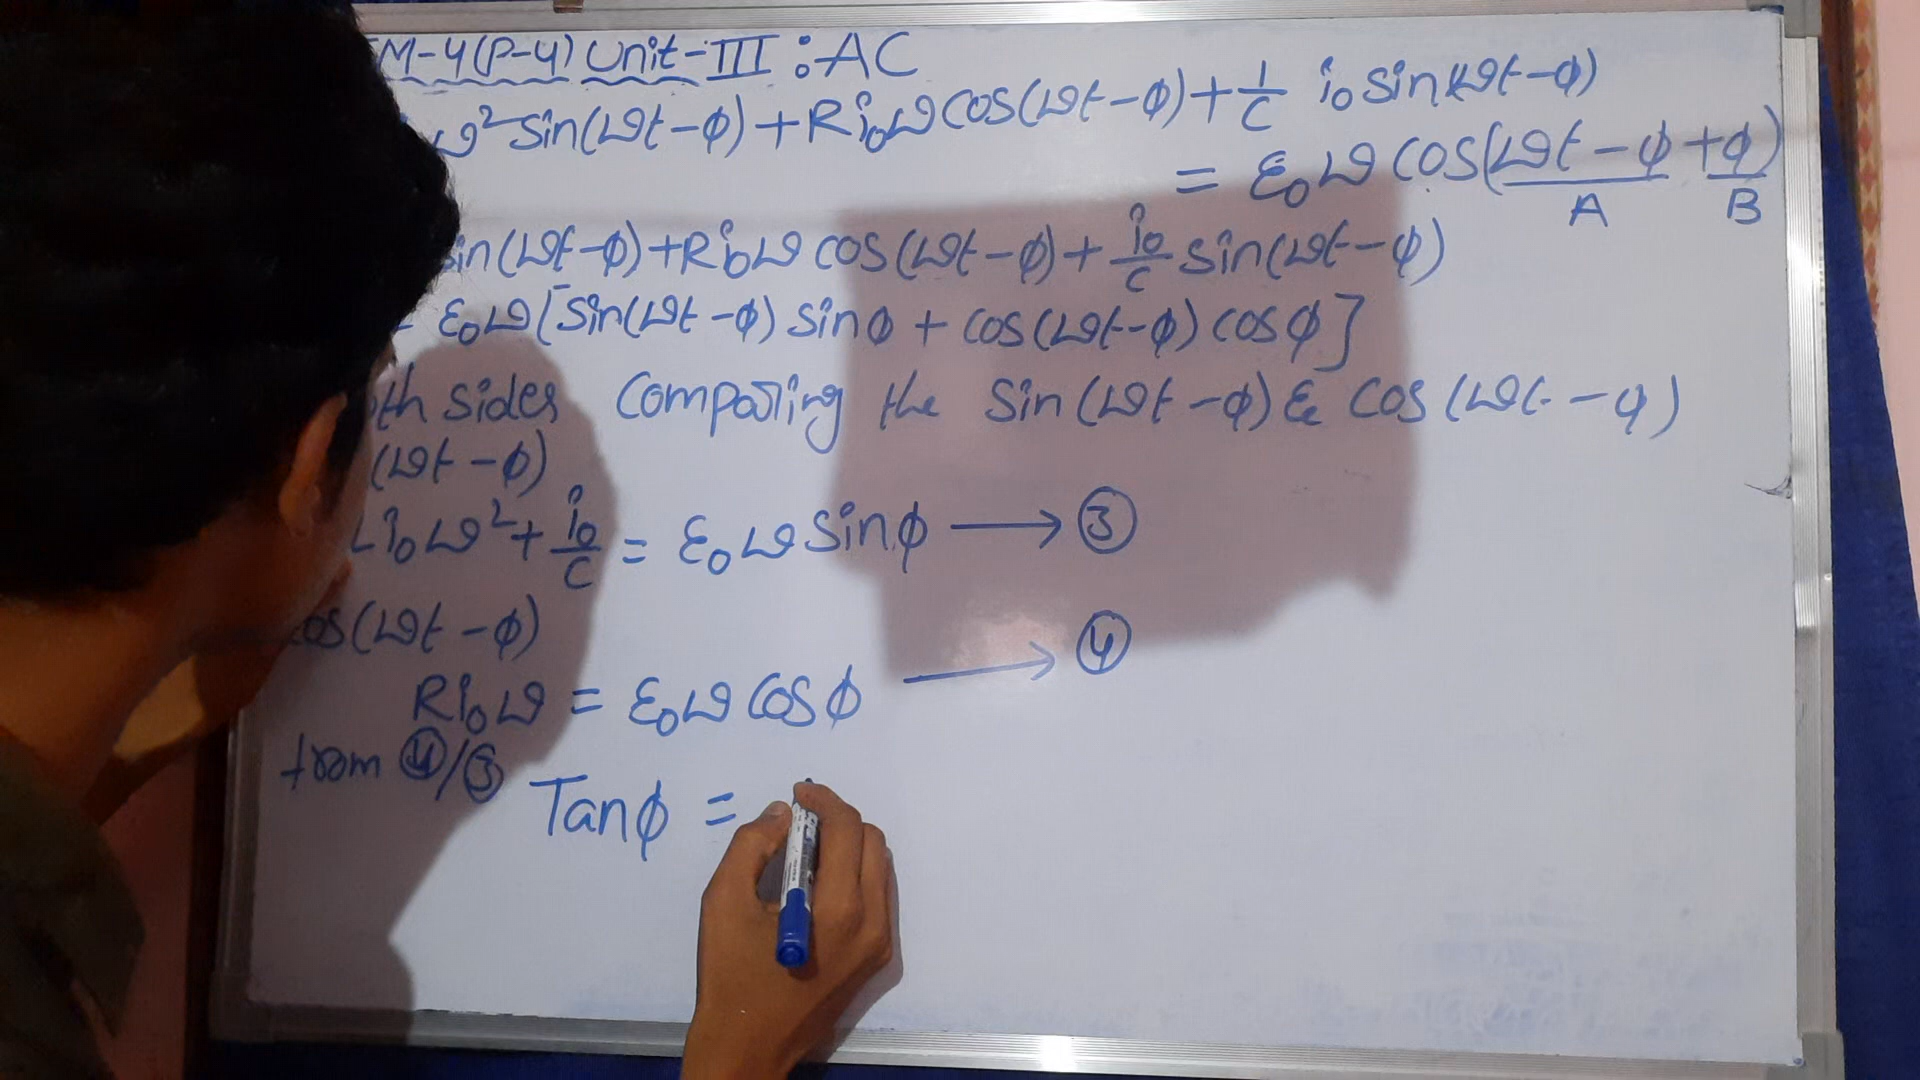 M-4(P-4) Unit-III :- AC
ω² sin(ωt-φ) + Ri₀ω cos(ωt-φ) + 1/C i₀ sin(ωt-φ)
= ε₀ω cos(ωt-φ+φ)
A B
sin(ωt-φ) + Ri₀ω cos(ωt-φ) + i₀/C sin(ωt-φ)
ε₀ω[-sin(ωt-φ) sinφ + cos(ωt-φ) cosφ]
sides Comparing the sin(ωt-φ) & cos(ωt-φ)
(ωt-φ)
Li₀ω² + i₀/C = ε₀ω sinφ → ③
cos(ωt-φ)
Ri₀ω = ε₀ω cosφ → ④
from ④/③
Tanφ =